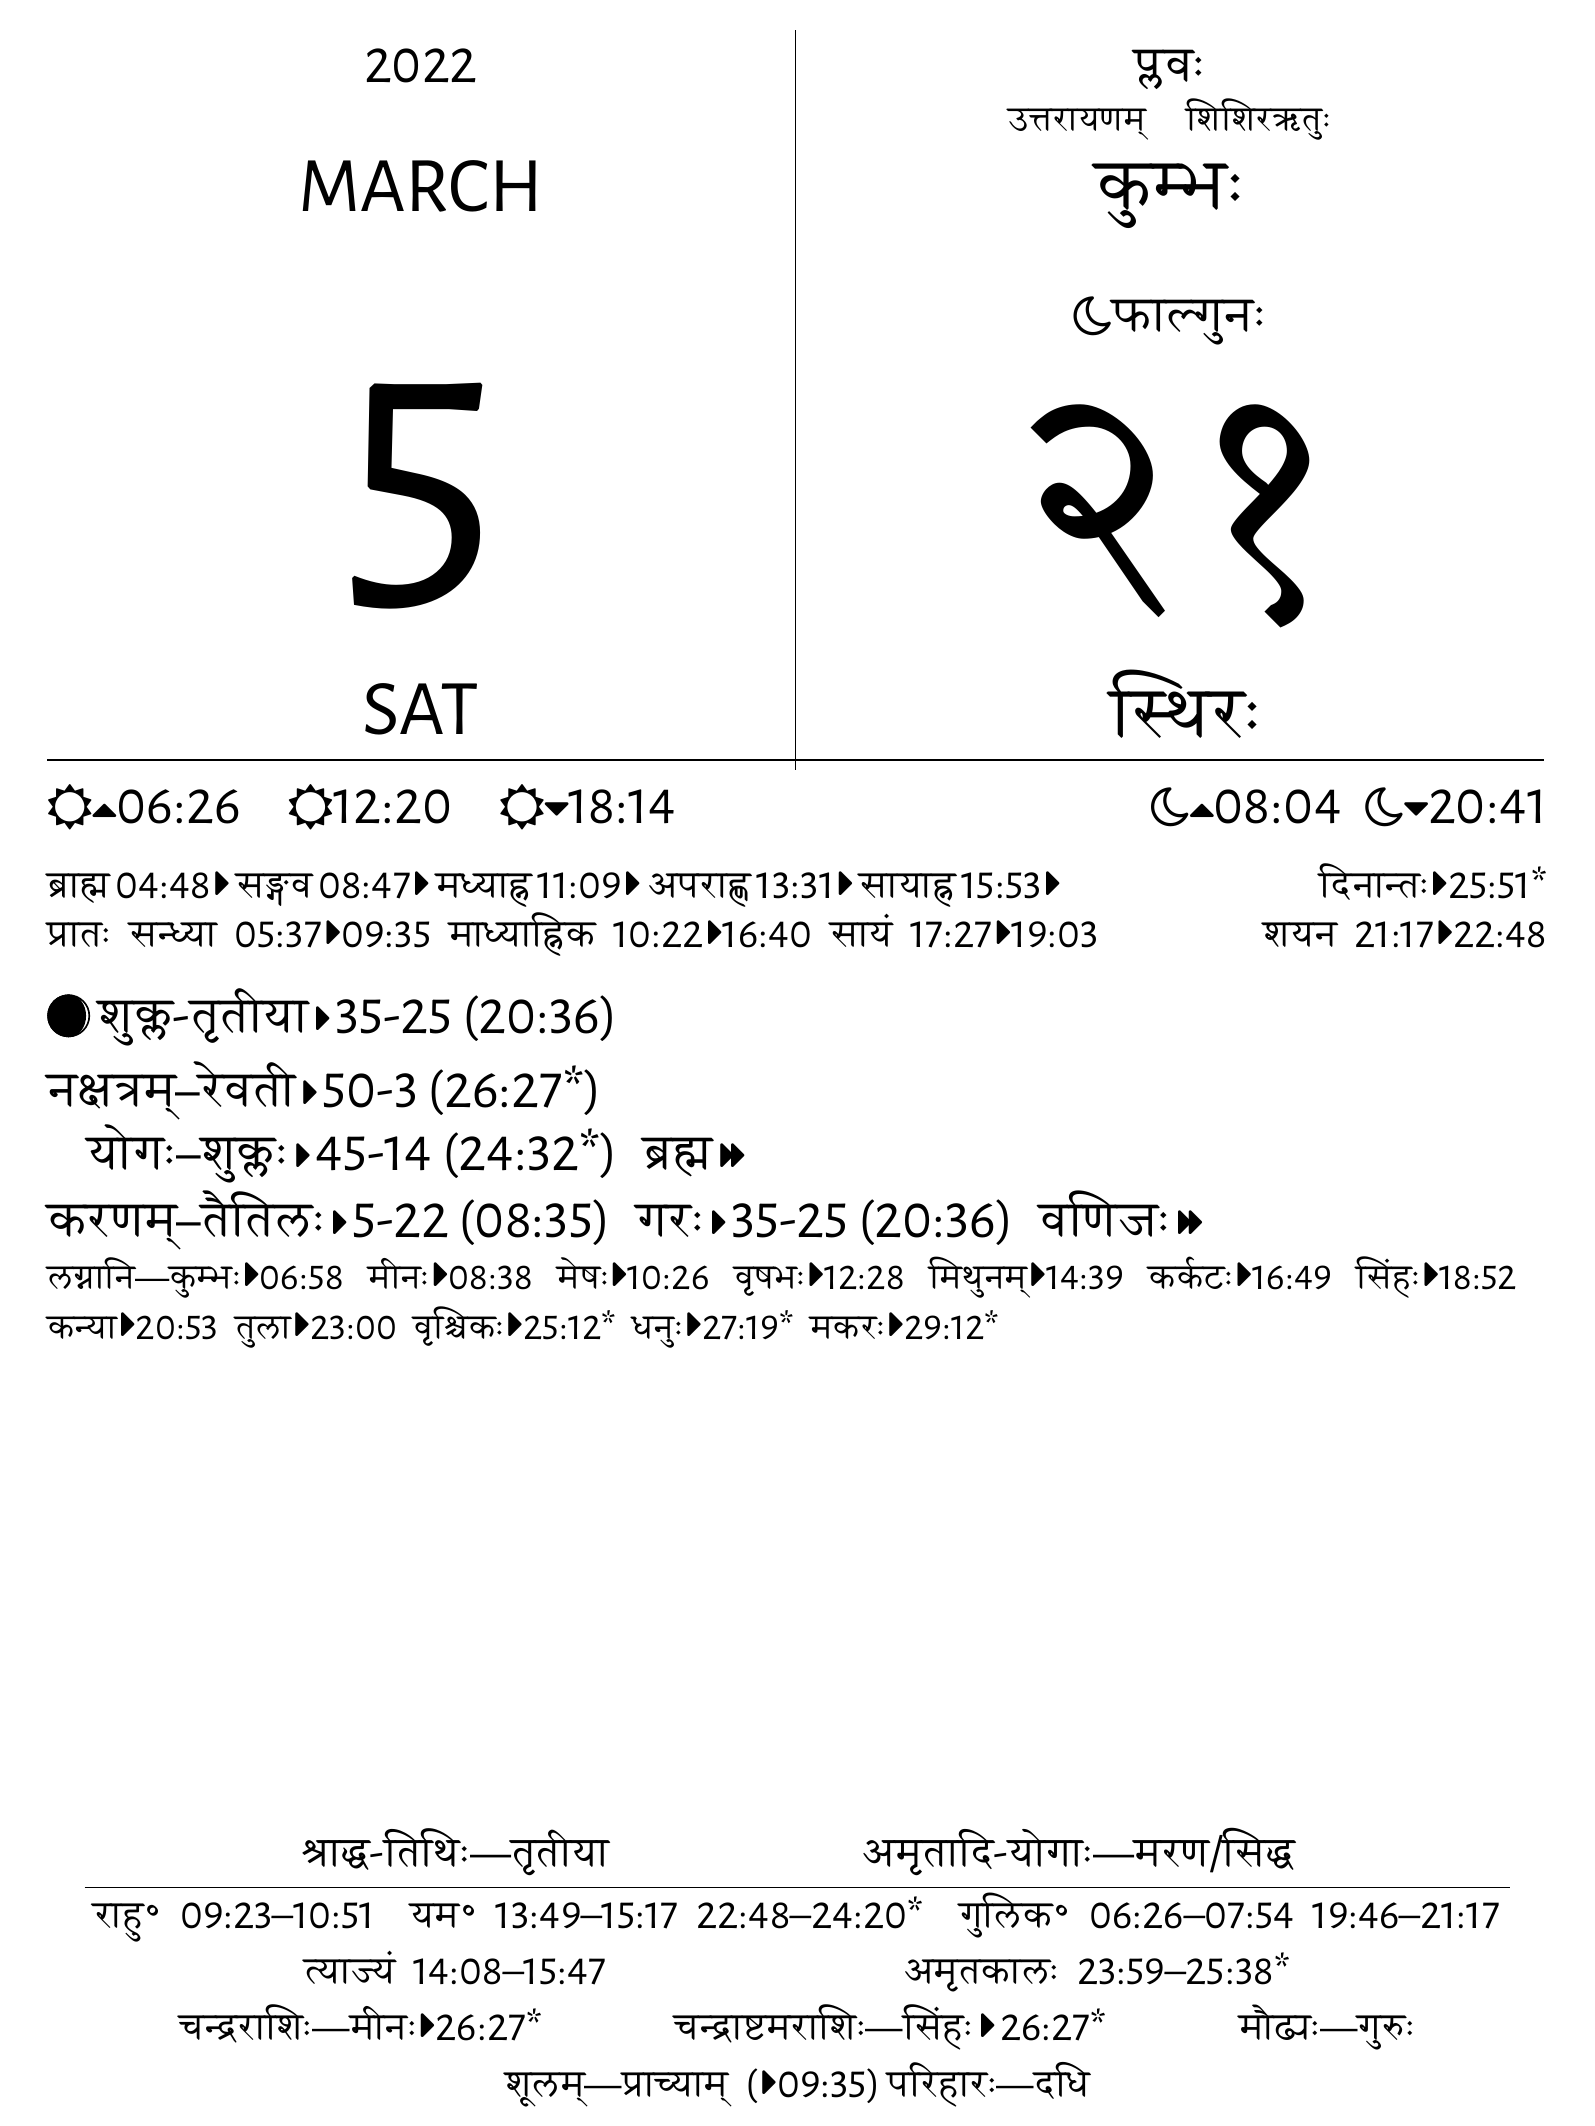 2022
MARCH
5
SAT
प्लवः
उत्तरायणम् शिशिरऋतुः
कुम्भः
फाल्गुनः
२१
स्थिरः
06:26 12:20 18:14 08:04 20:41
ब्राह्म 04:48 सङ्गव 08:47 मध्याह्न 11:09 अपराह्ण 13:31 सायाह्न 15:53 दिनान्तः 25:51*
प्रातः सन्ध्या 05:37 09:35 माध्याह्निक 10:22 16:40 सायं 17:27 19:03 शयन 21:17 22:48
शुक्ल-तृतीया 35-25 (20:36)
नक्षत्रम्–रेवती 50-3 (26:27*)
योगः–शुक्लः 45-14 (24:32*) ब्रह्म
करणम्–तैतिलः 5-22 (08:35) गरः 35-25 (20:36) वणिजः
लग्नानि—कुम्भः 06:58 मीनः 08:38 मेषः 10:26 वृषभः 12:28 मिथुनम् 14:39 कर्कटः 16:49 सिंहः 18:52
कन्या 20:53 तुला 23:00 वृश्चिकः 25:12* धनुः 27:19* मकरः 29:12*
श्राद्ध-तिथिः—तृतीया अमृतादि-योगाः—मरण/सिद्ध
राहु॰ 09:23–10:51 यम॰ 13:49–15:17 22:48–24:20* गुलिक॰ 06:26–07:54 19:46–21:17
त्याज्यं 14:08–15:47 अमृतकालः 23:59–25:38*
चन्द्रराशिः—मीनः 26:27* चन्द्राष्टमराशिः—सिंहः 26:27* मौढ्यः—गुरुः
शूलम्—प्राच्याम् (09:35) परिहारः—दधि